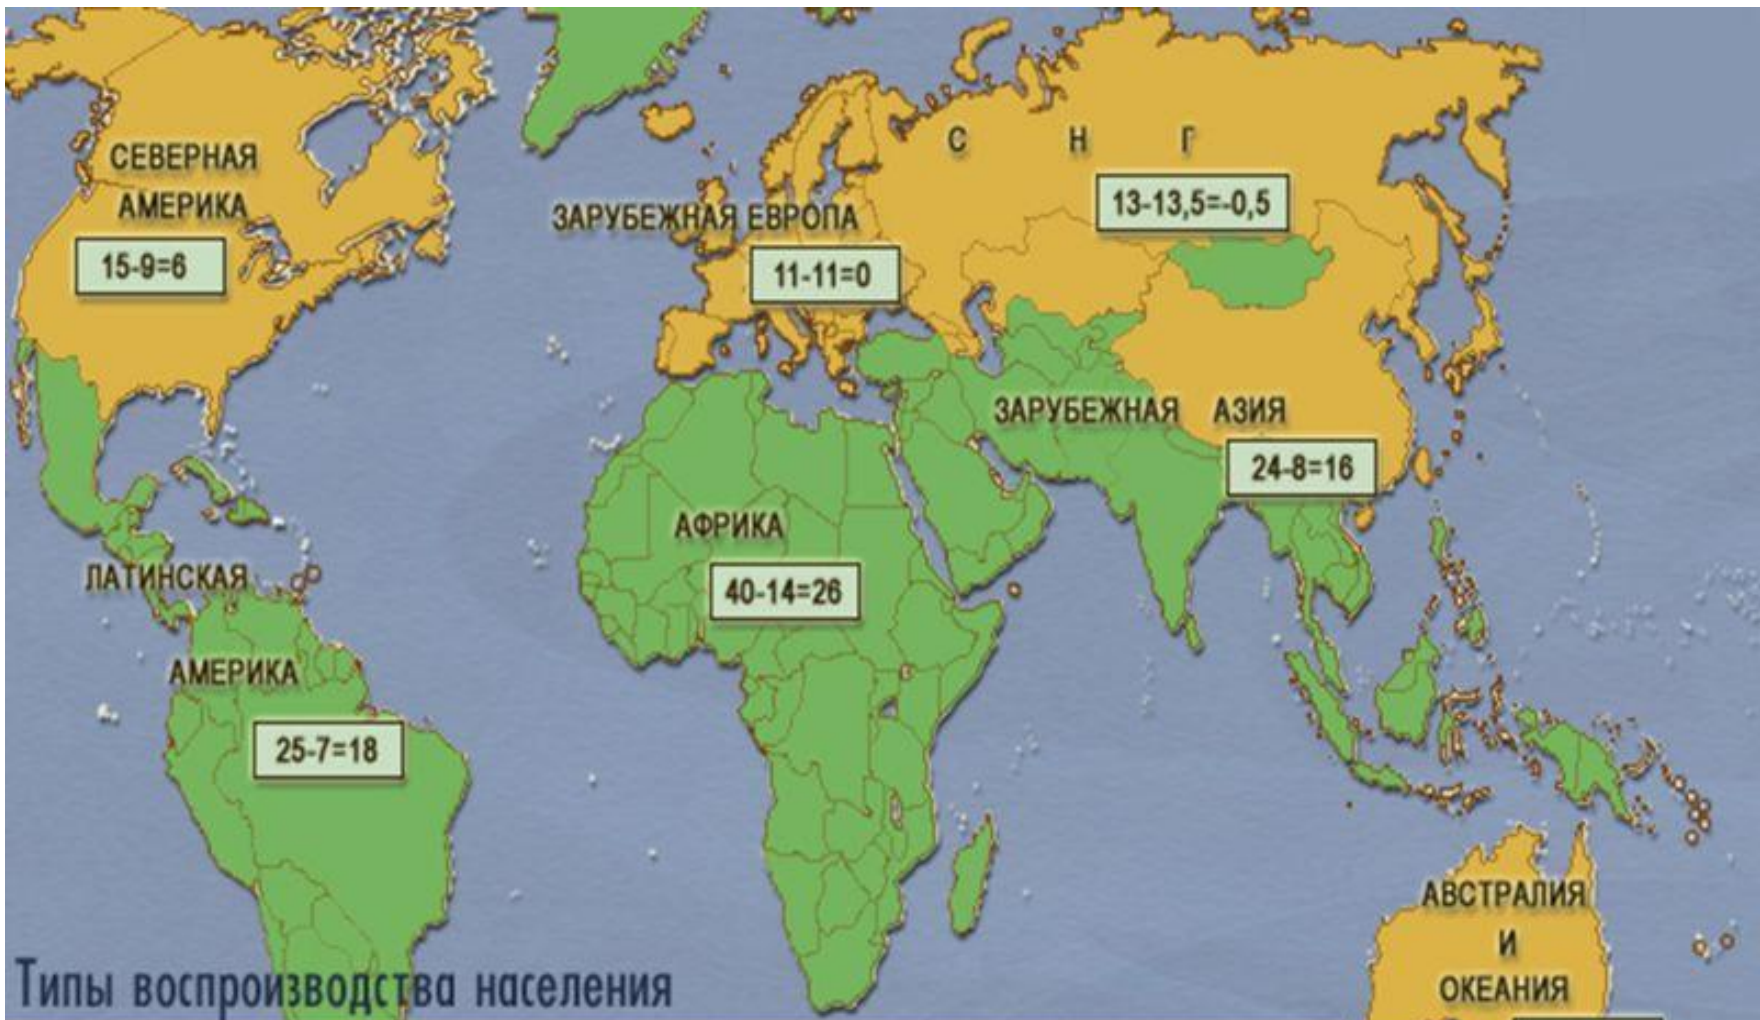 СЕВЕРНАЯ
АМЕРИКА
15-9=6
ЗАРУБЕЖНАЯ ЕВРОПА
11-11=0
С Н Г
13-13,5=-0,5
ЗАРУБЕЖНАЯ АЗИЯ
24-8=16
АФРИКА
40-14=26
ЛАТИНСКАЯ
АМЕРИКА
25-7=18
АВСТРАЛИЯ
И
ОКЕАНИЯ
Типы воспроизводства населения